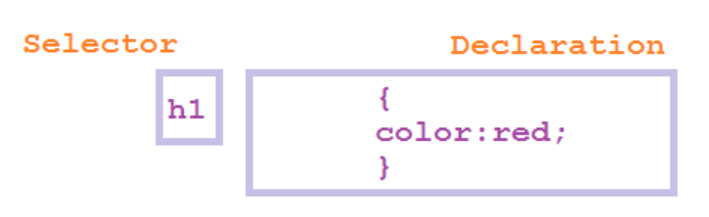 Selector Declaration
h1
{
color:red;
}